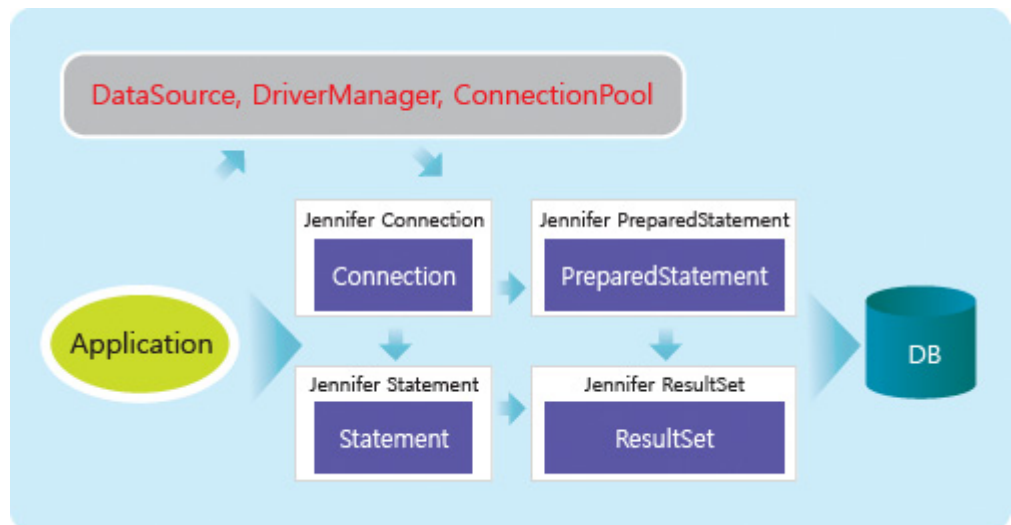 DataSource, DriverManager, ConnectionPool
Jennifer Connection
Connection
Jennifer PreparedStatement
PreparedStatement
Application
Jennifer Statement
Statement
Jennifer ResultSet
ResultSet
DB